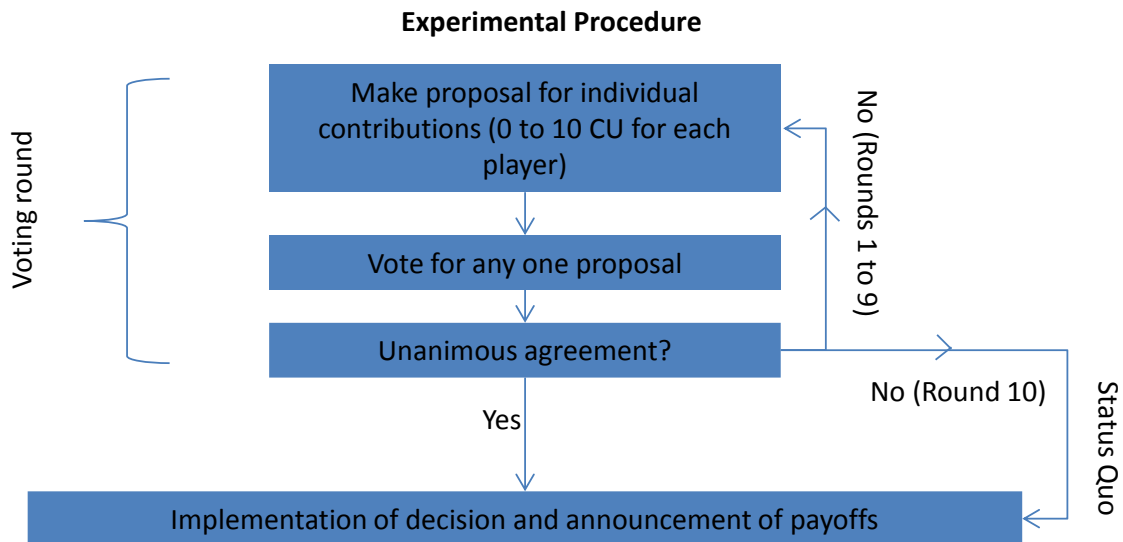 Experimental Procedure
Make proposal for individual
contributions (0 to 10 CU for each
player)
Voting round
No (Rounds 1 to 9)
Vote for any one proposal
Unanimous agreement?
No (Round 10)
Yes
Status Quo
Implementation of decision and announcement of payoffs